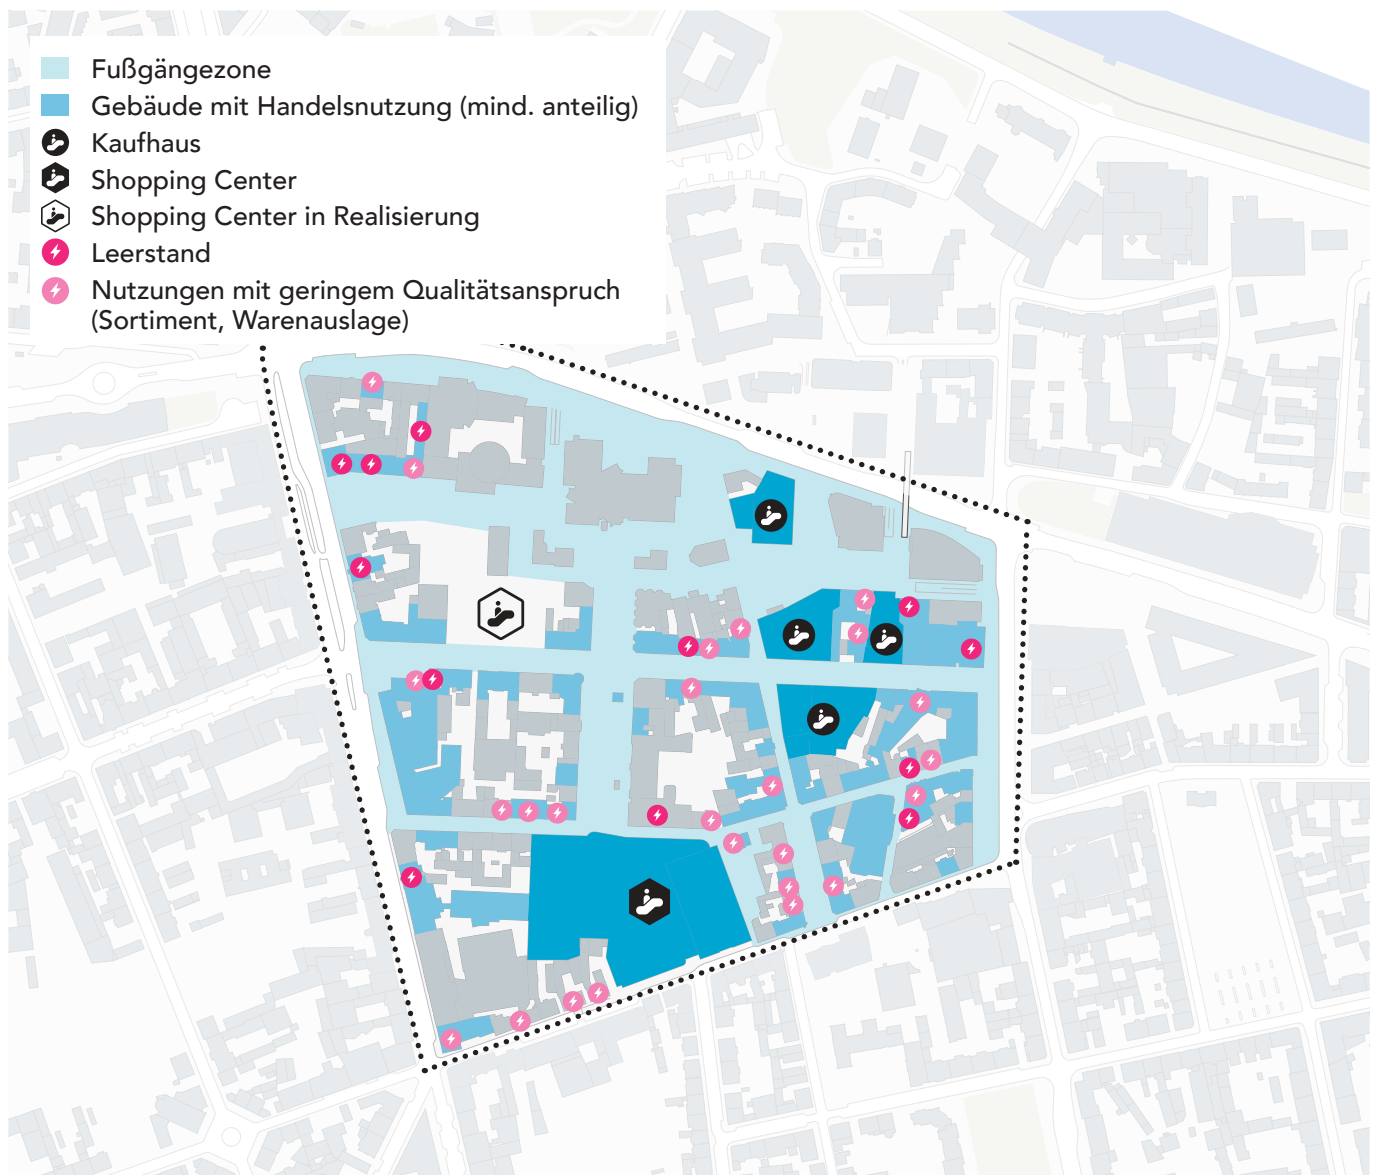 Fußgängezone
Gebäude mit Handelsnutzung (mind. anteilig)
Kaufhaus
Shopping Center
Shopping Center in Realisierung
Leerstand
Nutzungen mit geringem Qualitätsanspruch
(Sortiment, Warenauslage)